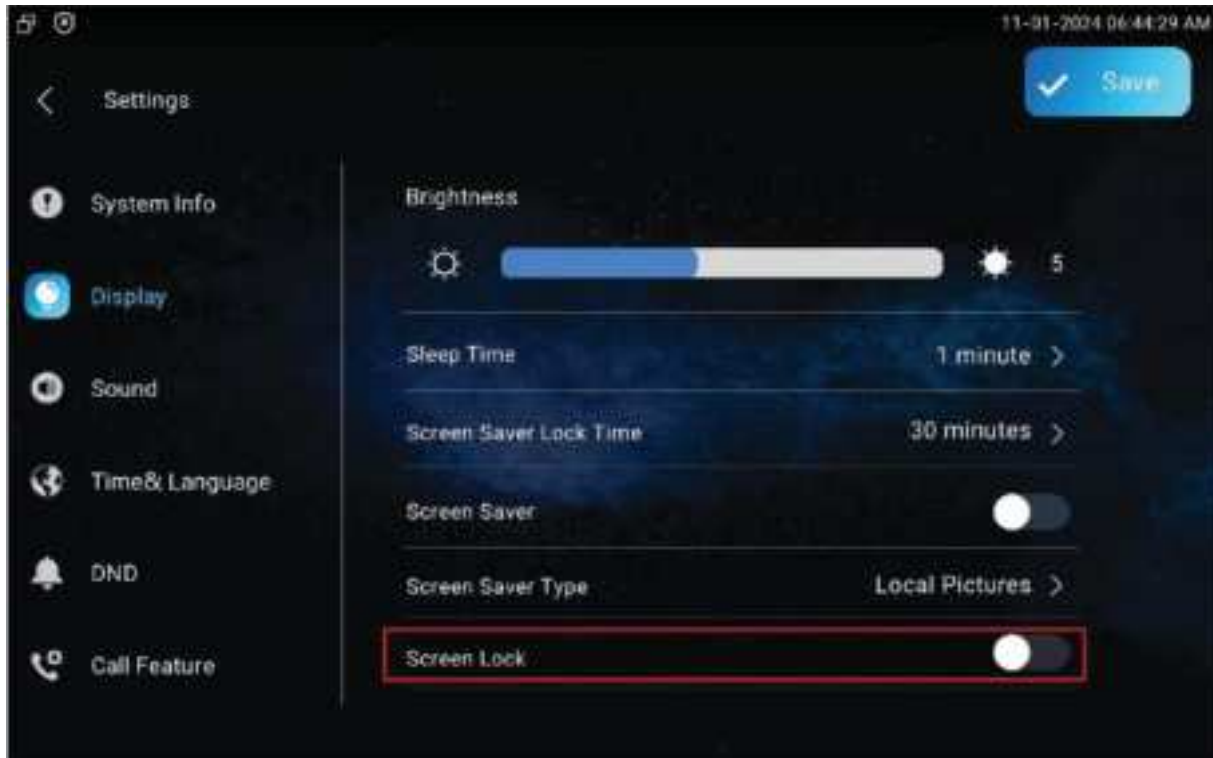 11-01-2024 06:44:29 AM
Settings
Save
System Info
Display
Sound
Time& Language
DND
Call Feature
Brightness
5
Sleep Time 1 minute
Screen Saver Lock Time 30 minutes
Screen Saver
Screen Saver Type Local Pictures
Screen Lock